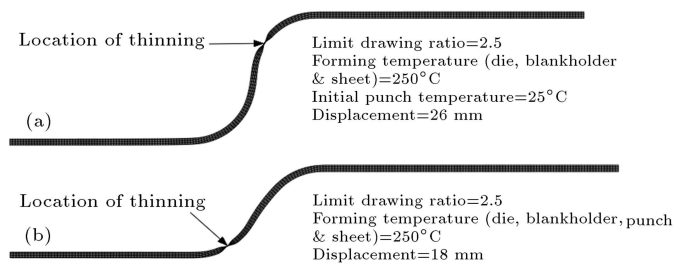 Location of thinning
Limit drawing ratio=2.5
Forming temperature (die, blankholder
& sheet)=250°C
Initial punch temperature=25°C
Displacement=26 mm
(a)
Location of thinning
Limit drawing ratio=2.5
Forming temperature (die, blankholder, punch
& sheet)=250°C
Displacement=18 mm
(b)